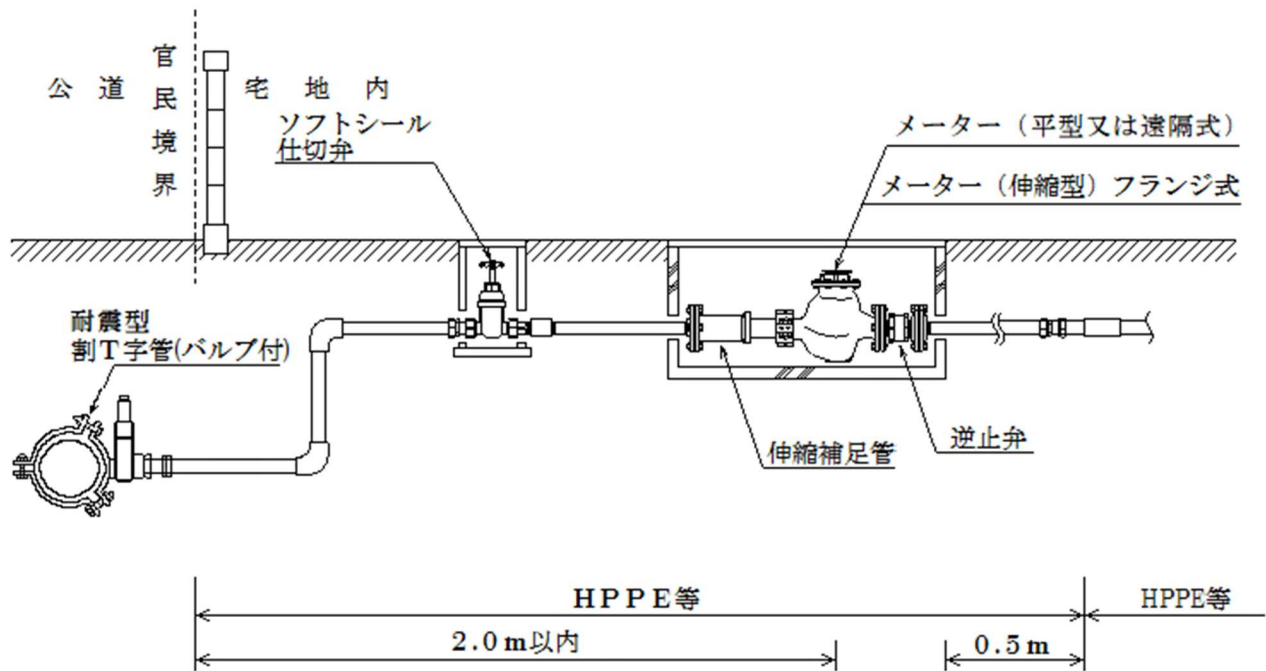 公道
官民境界
宅地内
ソフトシール
仕切弁
メーター（平型又は遠隔式）
メーター（伸縮型）フランジ式
耐震型
割T字管(バルブ付)
伸縮補足管
逆止弁
HPPE等
HPPE等
2.0m以内
0.5m